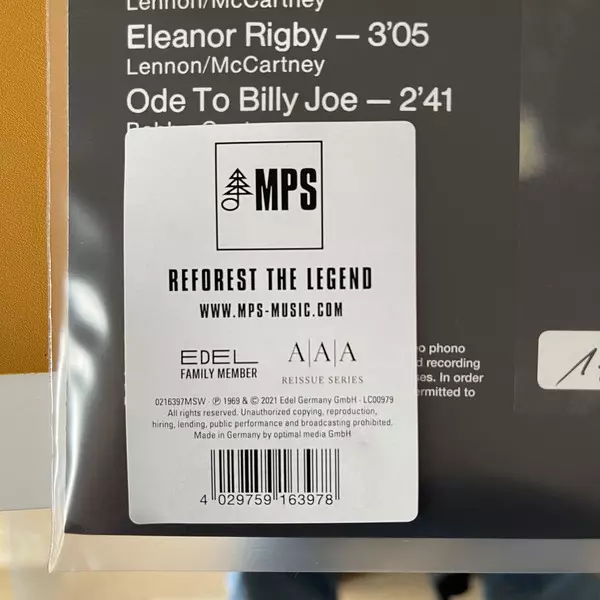 Lennon/McCartney
Eleanor Rigby – 3'05
Lennon/McCartney
Ode To Billy Joe – 2'41
MPS
REFOREST THE LEGEND
WWW.MPS-MUSIC.COM
EDEL
FAMILY MEMBER
A|A|A
REISSUE SERIES
0216397MSW · ℗ 1969 & © 2021 Edel Germany GmbH · LC00979
All rights reserved. Unauthorized copying, reproduction,
hiring, lending, public performance and broadcasting prohibited.
Made in Germany by optimal media GmbH
4 029759 163978
phono
recording
In order
to